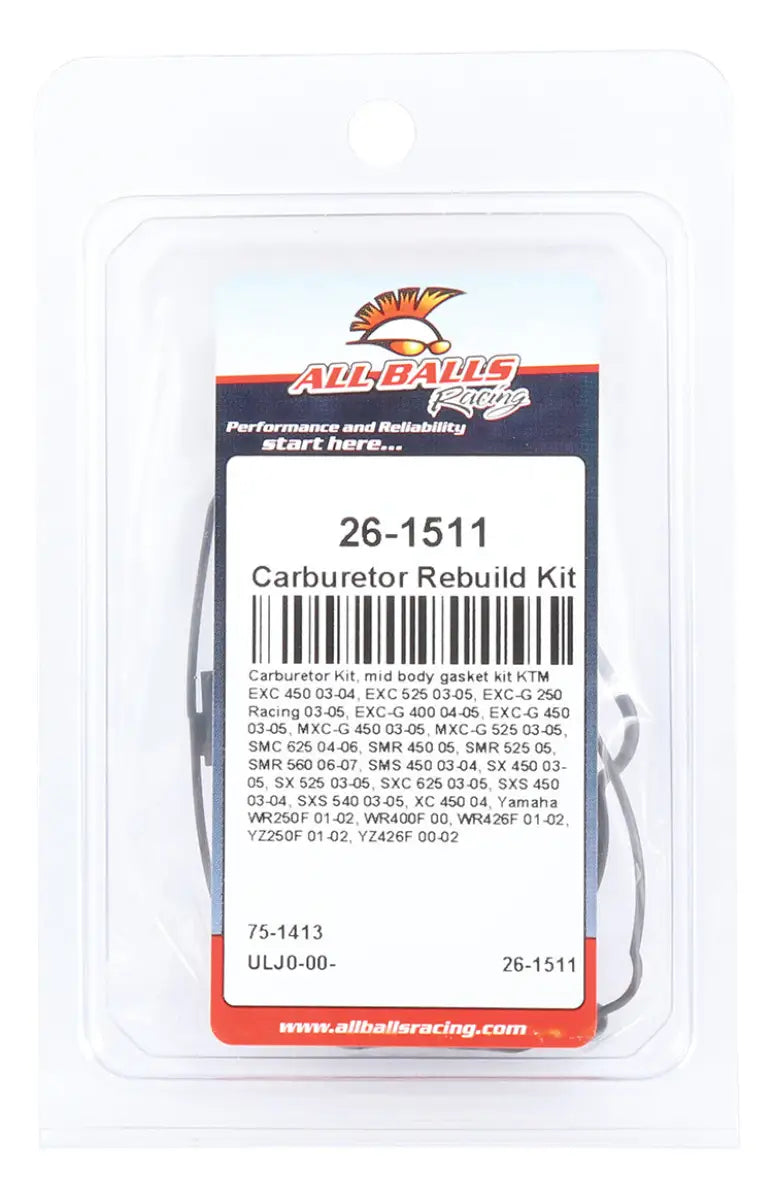 ALL BALLS
Racing
Performance and Reliability
start here...
26-1511
Carburetor Rebuild Kit
Carburetor Kit, mid body gasket kit KTM
EXC 450 03-04, EXC 525 03-05, EXC-G 250
Racing 03-05, EXC-G 400 04-05, EXC-G 450
03-05, MXC-G 450 03-05, MXC-G 525 03-05,
SMC 625 04-06, SMR 450 05, SMR 525 05,
SMR 560 06-07, SMS 450 03-04, SX 450 03-
05, SX 525 03-05, SXC 625 03-05, SXS 450
03-04, SXS 540 03-05, XC 450 04, Yamaha
WR250F 01-02, WR400F 00, WR426F 01-02,
YZ250F 01-02, YZ426F 00-02
75-1413
ULJ0-00-
26-1511
www.allballsracing.com